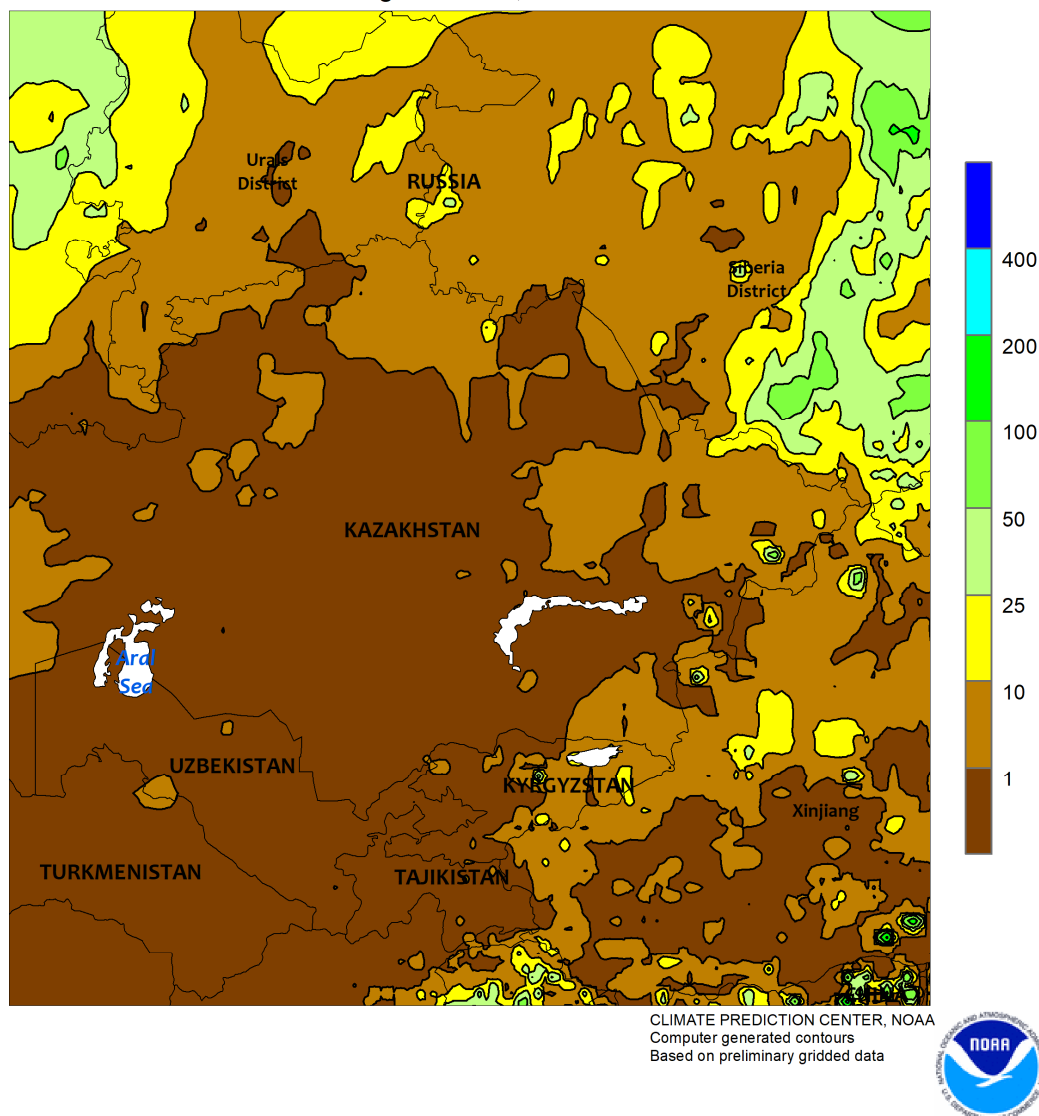 Urals
District
RUSSIA
Siberia
District
KAZAKHSTAN
Aral
Sea
UZBEKISTAN
KYRGYZSTAN
Xinjiang
TURKMENISTAN
TAJIKISTAN
400
200
100
50
25
10
1
CLIMATE PREDICTION CENTER, NOAA
Computer generated contours
Based on preliminary gridded data
NOAA